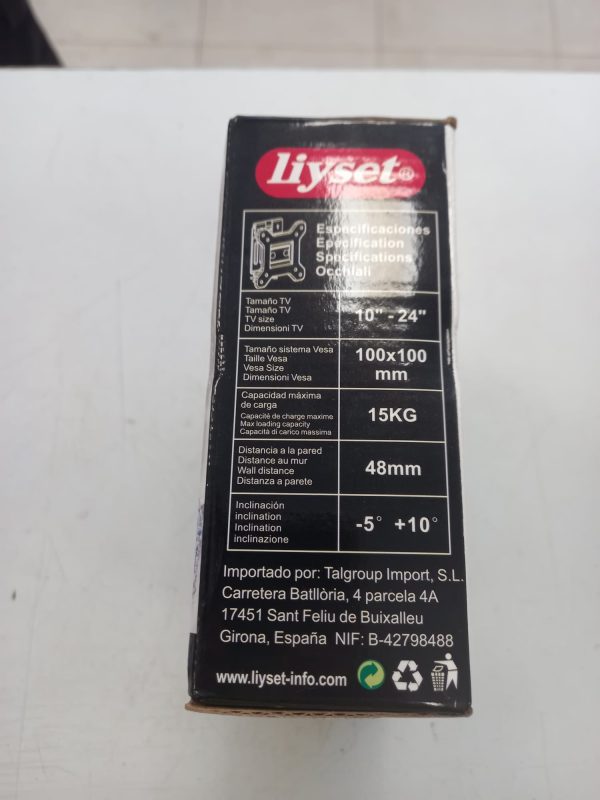 liyset®
Especificaciones
Epécification
Specifications
Occhiali
Tamaño TV
Tamaño TV
TV size
Dimensioni TV
10" - 24"
Tamaño sistema Vesa
Taille Vesa
Vesa Size
Dimensioni Vesa
100x100
mm
Capacidad máxima
de carga
Capacité de charge maxime
Max loading capacity
Capacità di carico massima
15KG
Distancia a la pared
Distance au mur
Wall distance
Distanza a parete
48mm
Inclinación
inclination
Inclination
inclinazione
-5° +10°
Importado por: Talgroup Import, S.L.
Carretera Batllòria, 4 parcela 4A
17451 Sant Feliu de Buixalleu
Girona, España NIF: B-42798488
www.liyset-info.com